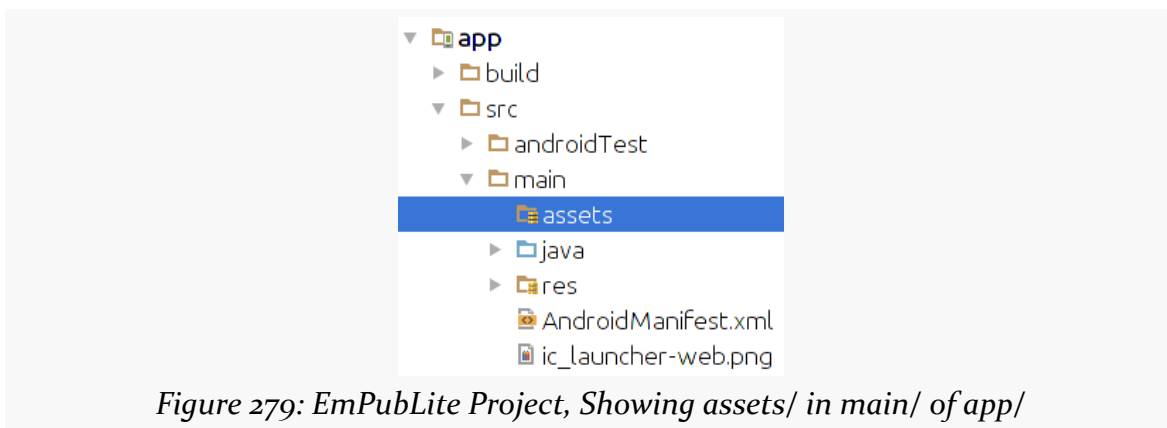 app
build
src
androidTest
main
assets
java
res
AndroidManifest.xml
ic_launcher-web.png
Figure 279: EmPubLite Project, Showing assets/ in main/ of app/